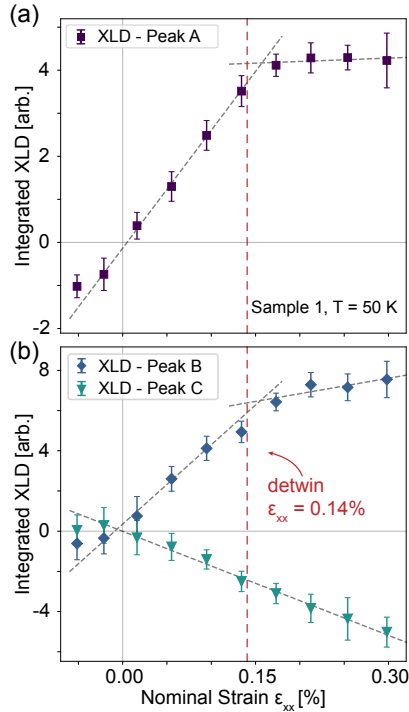 (a)
XLD - Peak A
4
2
0
-2
Integrated XLD [arb.]
Sample 1, T = 50 K
(b)
XLD - Peak B
XLD - Peak C
8
4
0
-4
Integrated XLD [arb.]
detwin
εxx = 0.14%
0.00
0.15
0.30
Nominal Strain εxx [%]